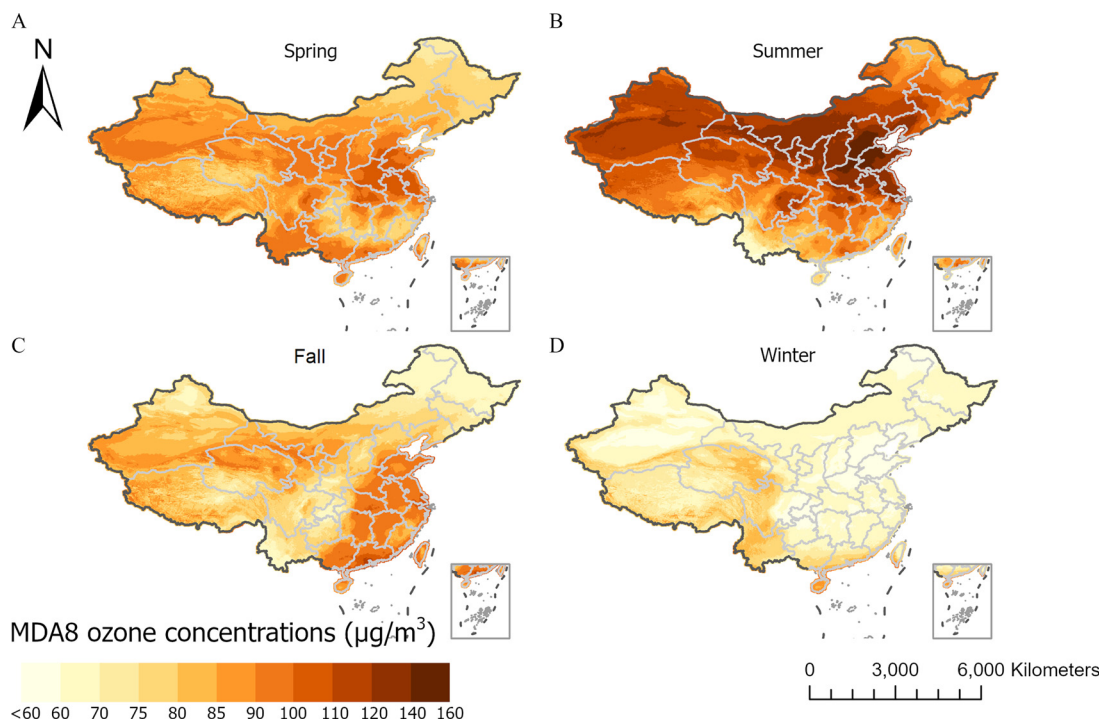 A
B
N
Spring
Summer
C
D
Fall
Winter
MDA8 ozone concentrations (µg/m³)
<60 60 70 75 80 85 90 100 110 120 140 160
0 3,000 6,000 Kilometers